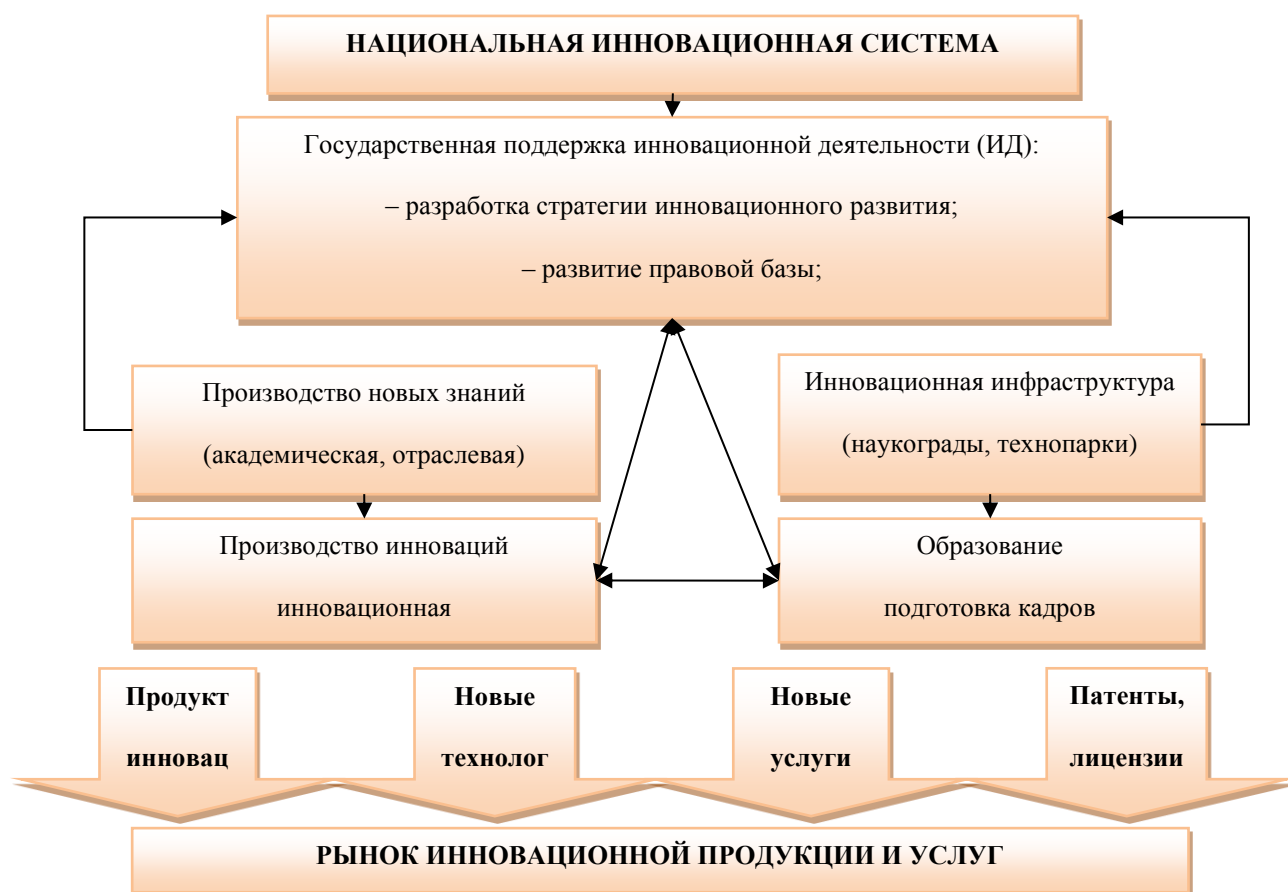 НАЦИОНАЛЬНАЯ ИННОВАЦИОННАЯ СИСТЕМА
Государственная поддержка инновационной деятельности (ИД):
– разработка стратегии инновационного развития;
– развитие правовой базы;
Производство новых знаний
(академическая, отраслевая)
Инновационная инфраструктура
(наукограды, технопарки)
Производство инноваций
инновационная
Образование
подготовка кадров
Продукт
инновац
Новые
технолог
Новые
услуги
Патенты,
лицензии
РЫНОК ИННОВАЦИОННОЙ ПРОДУКЦИИ И УСЛУГ